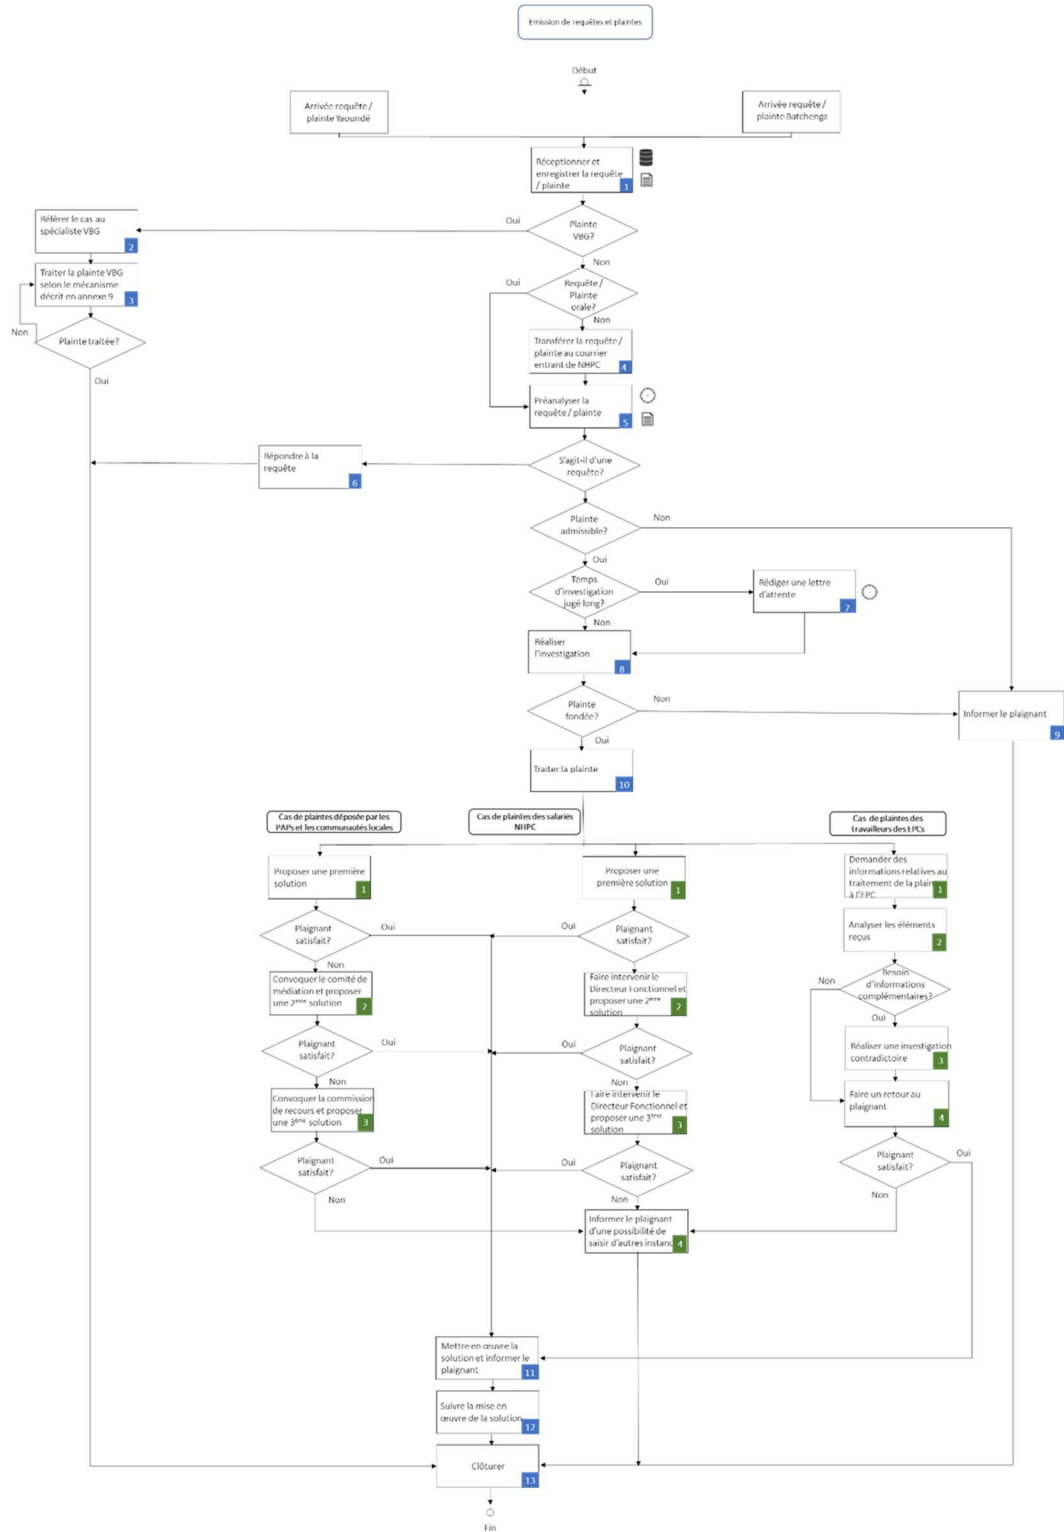 Emission de requêtes et plaintes
Début
Arrivée requête /
plainte Yaoundé
Arrivée requête /
plainte Batchenga
Réceptionner et
enregistrer la requête
/ plainte
1
Plainte
VBG?
Oui
Non
Référer le cas au
spécialiste VBG
2
Traiter la plainte VBG
selon le mécanisme
décrit en annexe 9
3
Plainte traitée?
Non
Oui
Requête /
Plainte
orale?
Oui
Non
Transférer la requête /
plainte au courrier
entrant de NHPC
4
Préanalyser la
requête / plainte
5
S'agit-il d'une
requête?
Répondre à la
requête
6
Plainte
admissible?
Non
Oui
Temps
d'investigation
jugé long?
Oui
Non
Rédiger une lettre
d'attente
7
Réaliser
l'investigation
8
Plainte
fondée?
Non
Oui
Informer le plaignant
9
Traiter la plainte
10
Cas de plaintes déposée par les
PAPs et les communautés locales
Cas de plaintes des salariés
NHPC
Cas de plaintes des
travailleurs des EPCs
Proposer une première
solution
1
Plaignant
satisfait?
Oui
Non
Convoquer le comité de
médiation et proposer
une 2ème solution
2
Plaignant
satisfait?
Oui
Non
Convoquer la commission
de recours et proposer
une 3ème solution
3
Plaignant
satisfait?
Oui
Non
Proposer une
première solution
1
Plaignant
satisfait?
Oui
Faire intervenir le
Directeur Fonctionnel et
proposer une 2ème
solution
2
Plaignant
satisfait?
Oui
Non
Faire intervenir le
Directeur Fonctionnel et
proposer une 3ème
solution
3
Plaignant
satisfait?
Oui
Non
Informer le plaignant
d'une possibilité de
saisir d'autres instanc
4
Demander des
informations relatives au
traitement de la plain
à l'EPC
1
Analyser les éléments
reçus
2
Besoin
d'informations
complémentaires?
Non
Oui
Réaliser une investigation
contradictoire
3
Faire un retour au
plaignant
4
Plaignant
satisfait?
Oui
Non
Mettre en œuvre la
solution et informer le
plaignant
11
Suivre la mise en
œuvre de la solution
12
Clôturer
13
Fin